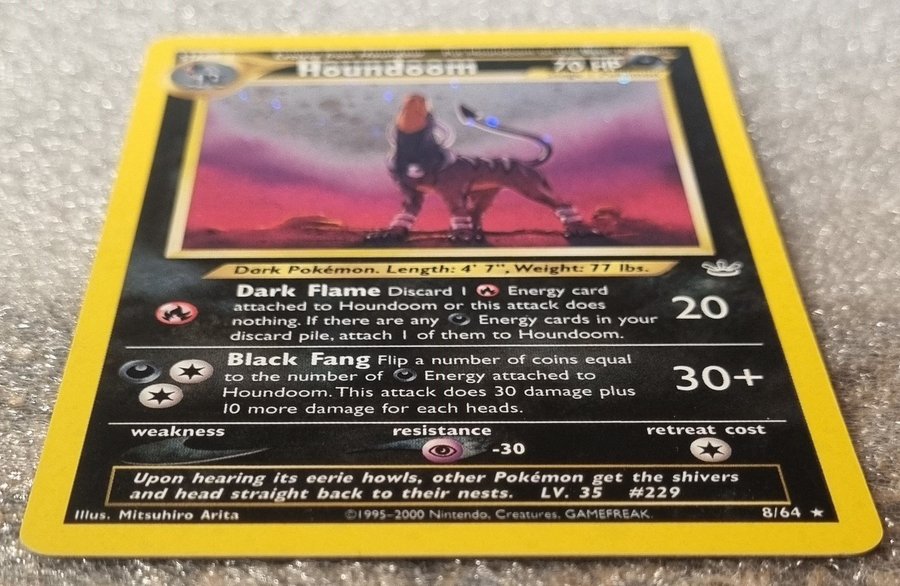 Houndoom
70 HP
Dark Pokémon. Length: 4' 7", Weight: 77 lbs.
Dark Flame Discard 1 Energy card
attached to Houndoom or this attack does
nothing. If there are any Energy cards in your
discard pile, attach 1 of them to Houndoom.
20
Black Fang Flip a number of coins equal
to the number of Energy attached to
Houndoom. This attack does 30 damage plus
10 more damage for each heads.
30+
weakness
resistance
retreat cost
-30
Upon hearing its eerie howls, other Pokémon get the shivers
and head straight back to their nests. LV. 35 #229
Illus. Mitsuhiro Arita
©1995-2000 Nintendo, Creatures, GAMEFREAK.
8/64 ★